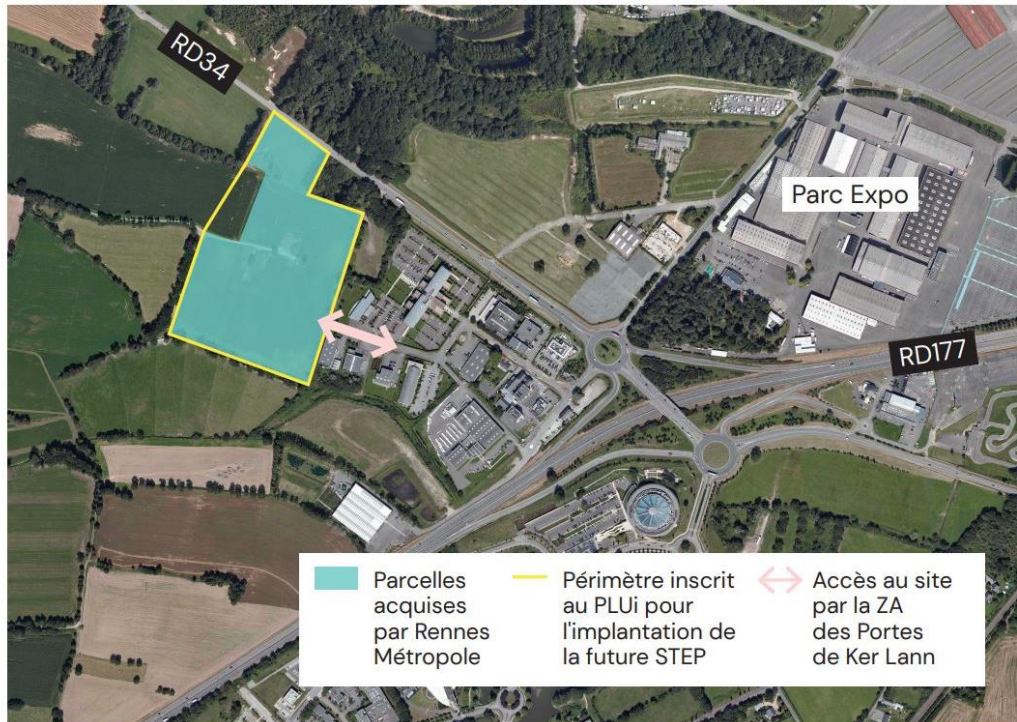 RD34
Parc Expo
RD177
Parcelles
acquises
par Rennes
Métropole
Périmètre inscrit
au PLUi pour
l'implantation de
la future STEP
Accès au site
par la ZA
des Portes
de Ker Lann